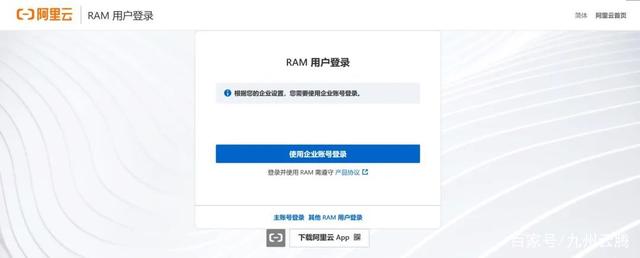 阿里云 RAM 用户登录 简体 阿里云首页
RAM 用户登录
根据您的企业设置，您需要使用企业账号登录。
使用企业账号登录
登录并使用 RAM 需遵守 产品协议
主账号登录 其他 RAM 用户登录
下载阿里云 App
百家号/九州云腾